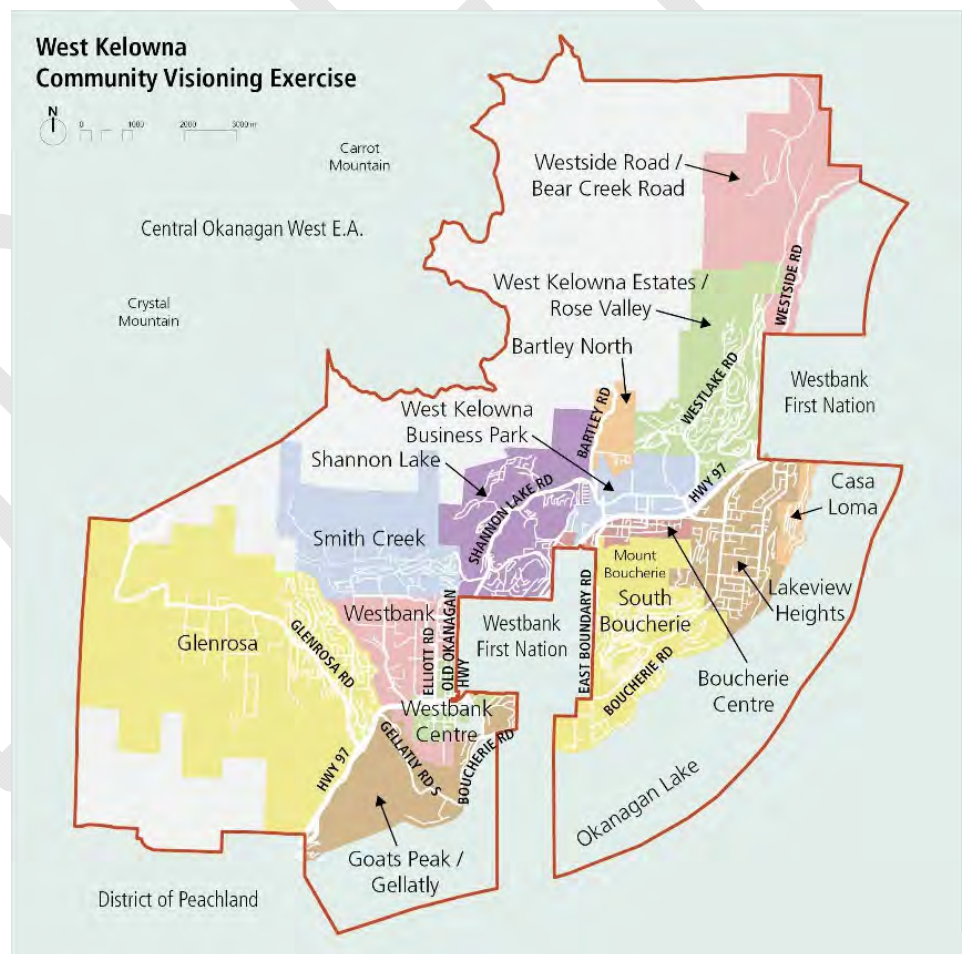 West Kelowna
Community Visioning Exercise
N
0 1000 2000 3000m
Carrot
Mountain
Westside Road /
Bear Creek Road
Central Okanagan West E.A.
WESTSIDE RD
West Kelowna Estates /
Rose Valley
Crystal
Mountain
Bartley North
WESTLAKE RD
Westbank
First Nation
BARTLEY RD
West Kelowna
Business Park
Shannon Lake
HWY 97
SHANNON LAKE RD
Casa
Loma
Smith Creek
Mount
Boucherie
Lakeview
Heights
South
Boucherie
Westbank
Westbank
First Nation
EAST BOUNDARY RD
ELLIOTT RD
OLD OKANAGAN
HWY
Glenrosa
GLENROSA RD
BOUCHERIE RD
Boucherie
Centre
Westbank
Centre
GELLATLY RD S
BOUCHERIE RD
HWY 97
Okanagan Lake
Goats Peak /
Gellatly
District of Peachland